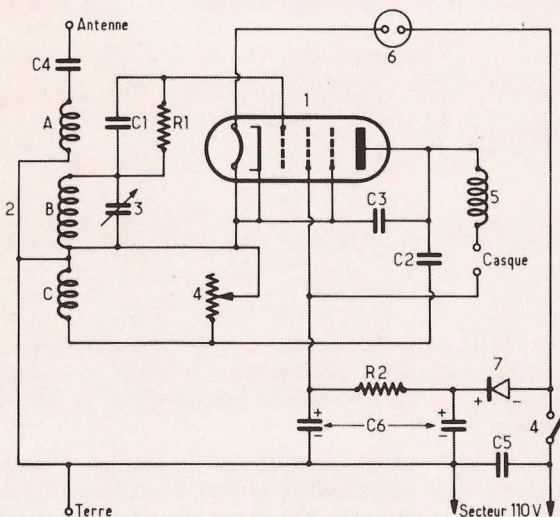 Antenne
6
C4
1
A
C1
R1
2
B
3
5
C3
C2
Casque
C
4
R2
7
+
-
+
-
C6
+
-
4
C5
Terre
Secteur 110 V